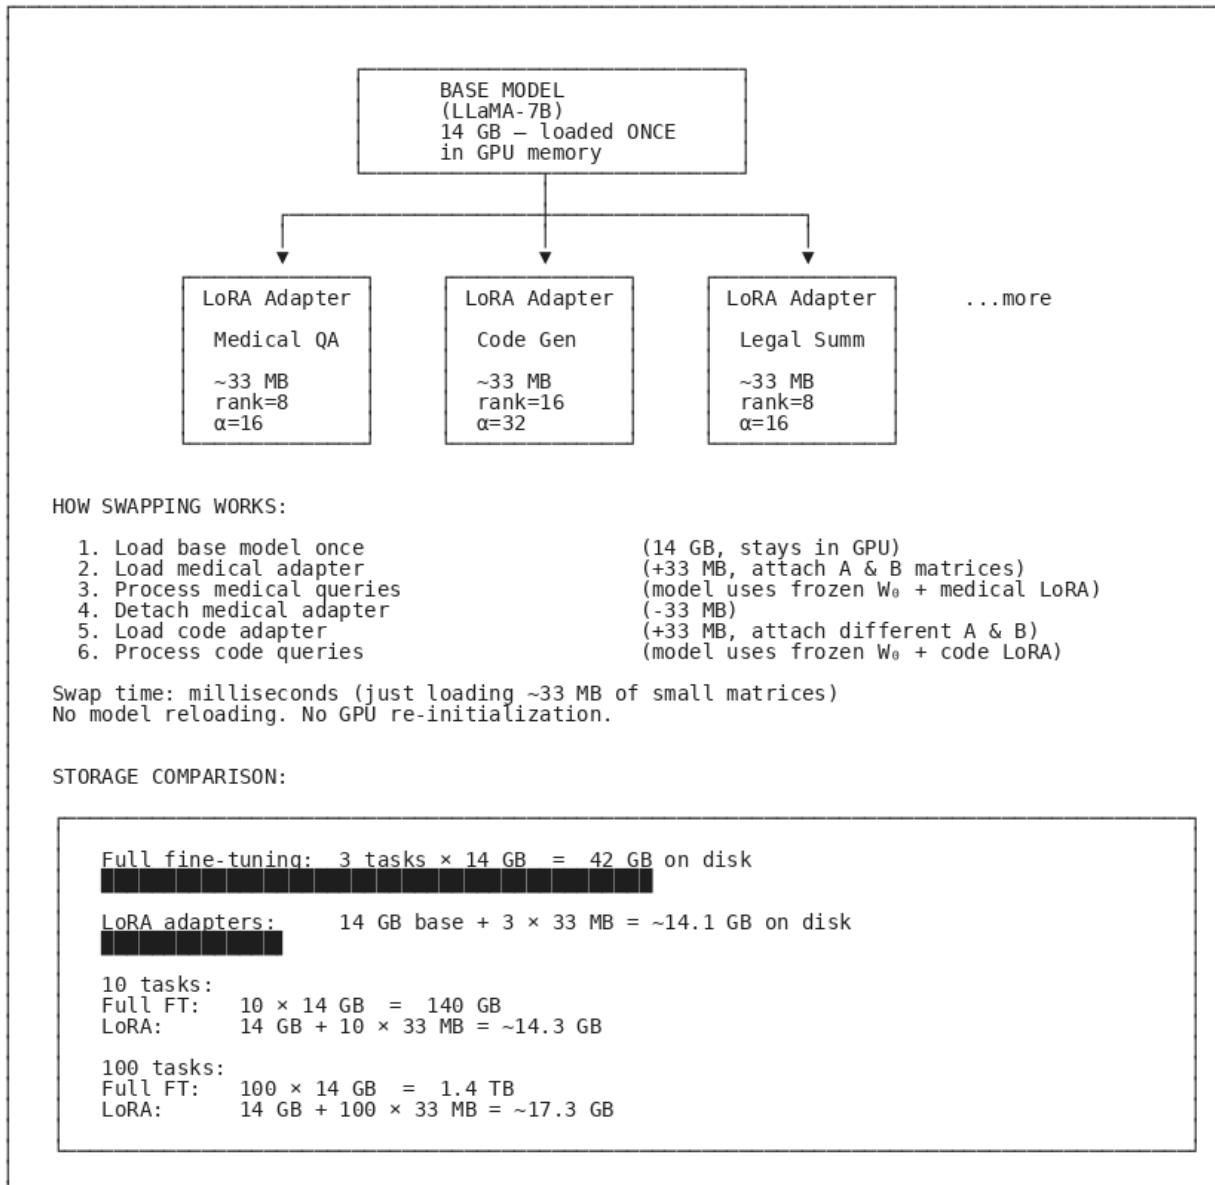 BASE MODEL
(LLaMA-7B)
14 GB — loaded ONCE
in GPU memory
LoRA Adapter LoRA Adapter LoRA Adapter ...more
Medical QA Code Gen Legal Summ
~33 MB ~33 MB ~33 MB
rank=8 rank=16 rank=8
α=16 α=32 α=16
HOW SWAPPING WORKS:
1. Load base model once (14 GB, stays in GPU)
2. Load medical adapter (+33 MB, attach A & B matrices)
3. Process medical queries (model uses frozen W₀ + medical LoRA)
4. Detach medical adapter (-33 MB)
5. Load code adapter (+33 MB, attach different A & B)
6. Process code queries (model uses frozen W₀ + code LoRA)
Swap time: milliseconds (just loading ~33 MB of small matrices)
No model reloading. No GPU re-initialization.
STORAGE COMPARISON:
Full fine-tuning: 3 tasks × 14 GB = 42 GB on disk
LoRA adapters: 14 GB base + 3 × 33 MB = ~14.1 GB on disk
10 tasks:
Full FT: 10 × 14 GB = 140 GB
LoRA: 14 GB + 10 × 33 MB = ~14.3 GB
100 tasks:
Full FT: 100 × 14 GB = 1.4 TB
LoRA: 14 GB + 100 × 33 MB = ~17.3 GB